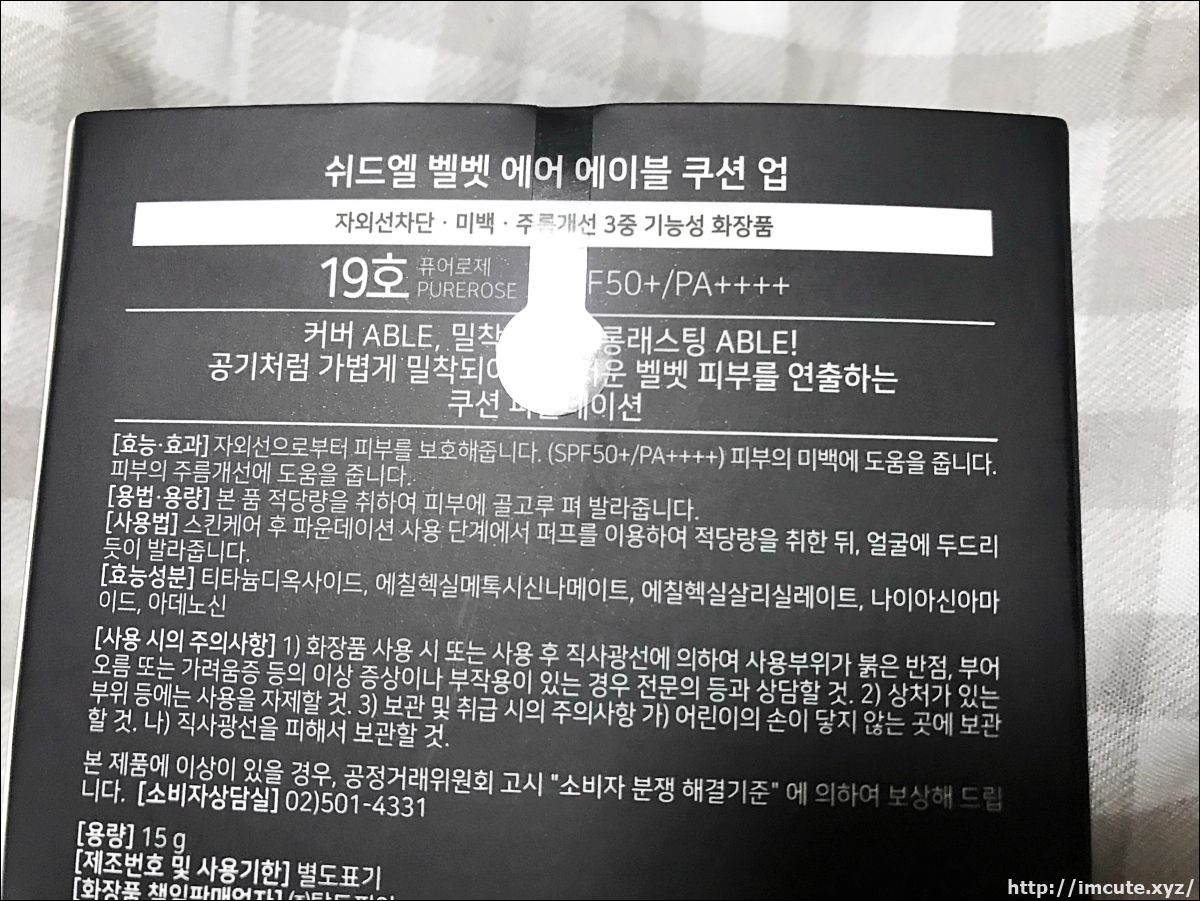 쉬드엘 벨벳 에어 에이블 쿠션 업
자외선차단 · 미백 · 주름개선 3중 기능성 화장품
19호 퓨어로제 PUREROSE F50+/PA++++
커버 ABLE, 밀착 롱래스팅 ABLE!
공기처럼 가볍게 밀착되어 벨벳 피부를 연출하는
쿠션
[효능·효과] 자외선으로부터 피부를 보호해줍니다. (SPF50+/PA++++) 피부의 미백에 도움을 줍니다.
피부의 주름개선에 도움을 줍니다.
[용법·용량] 본 품 적당량을 취하여 피부에 골고루 펴 발라줍니다.
[사용법] 스킨케어 후 파운데이션 사용 단계에서 퍼프를 이용하여 적당량을 취한 뒤, 얼굴에 두드리
듯이 발라줍니다.
[효능성분] 티타늄디옥사이드, 에칠헥실메톡시신나메이트, 에칠헥실살리실레이트, 나이아신아마
이드, 아데노신
[사용 시의 주의사항] 1) 화장품 사용 시 또는 사용 후 직사광선에 의하여 사용부위가 붉은 반점, 부어
오름 또는 가려움증 등의 이상 증상이나 부작용이 있는 경우 전문의 등과 상담할 것. 2) 상처가 있는
부위 등에는 사용을 자제할 것. 3) 보관 및 취급 시의 주의사항 가) 어린이의 손이 닿지 않는 곳에 보관
할 것. 나) 직사광선을 피해서 보관할 것.
본 제품에 이상이 있을 경우, 공정거래위원회 고시 "소비자 분쟁 해결기준" 에 의하여 보상해 드립
니다. [소비자상담실] 02)501-4331
[용량] 15 g
[제조번호 및 사용기한] 별도표기
[화장품 책임판매업자]
http://imcute.xyz/